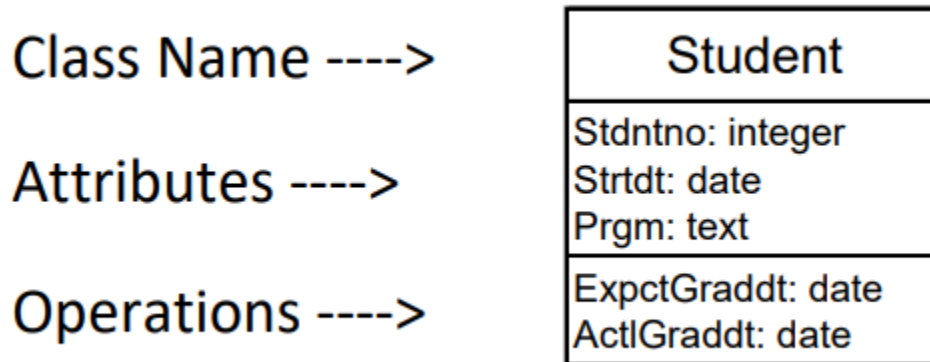 Class Name ---->
Student
Attributes ---->
Stdntno: integer
Strtdt: date
Prgm: text
Operations ---->
ExpctGraddt: date
ActlGraddt: date